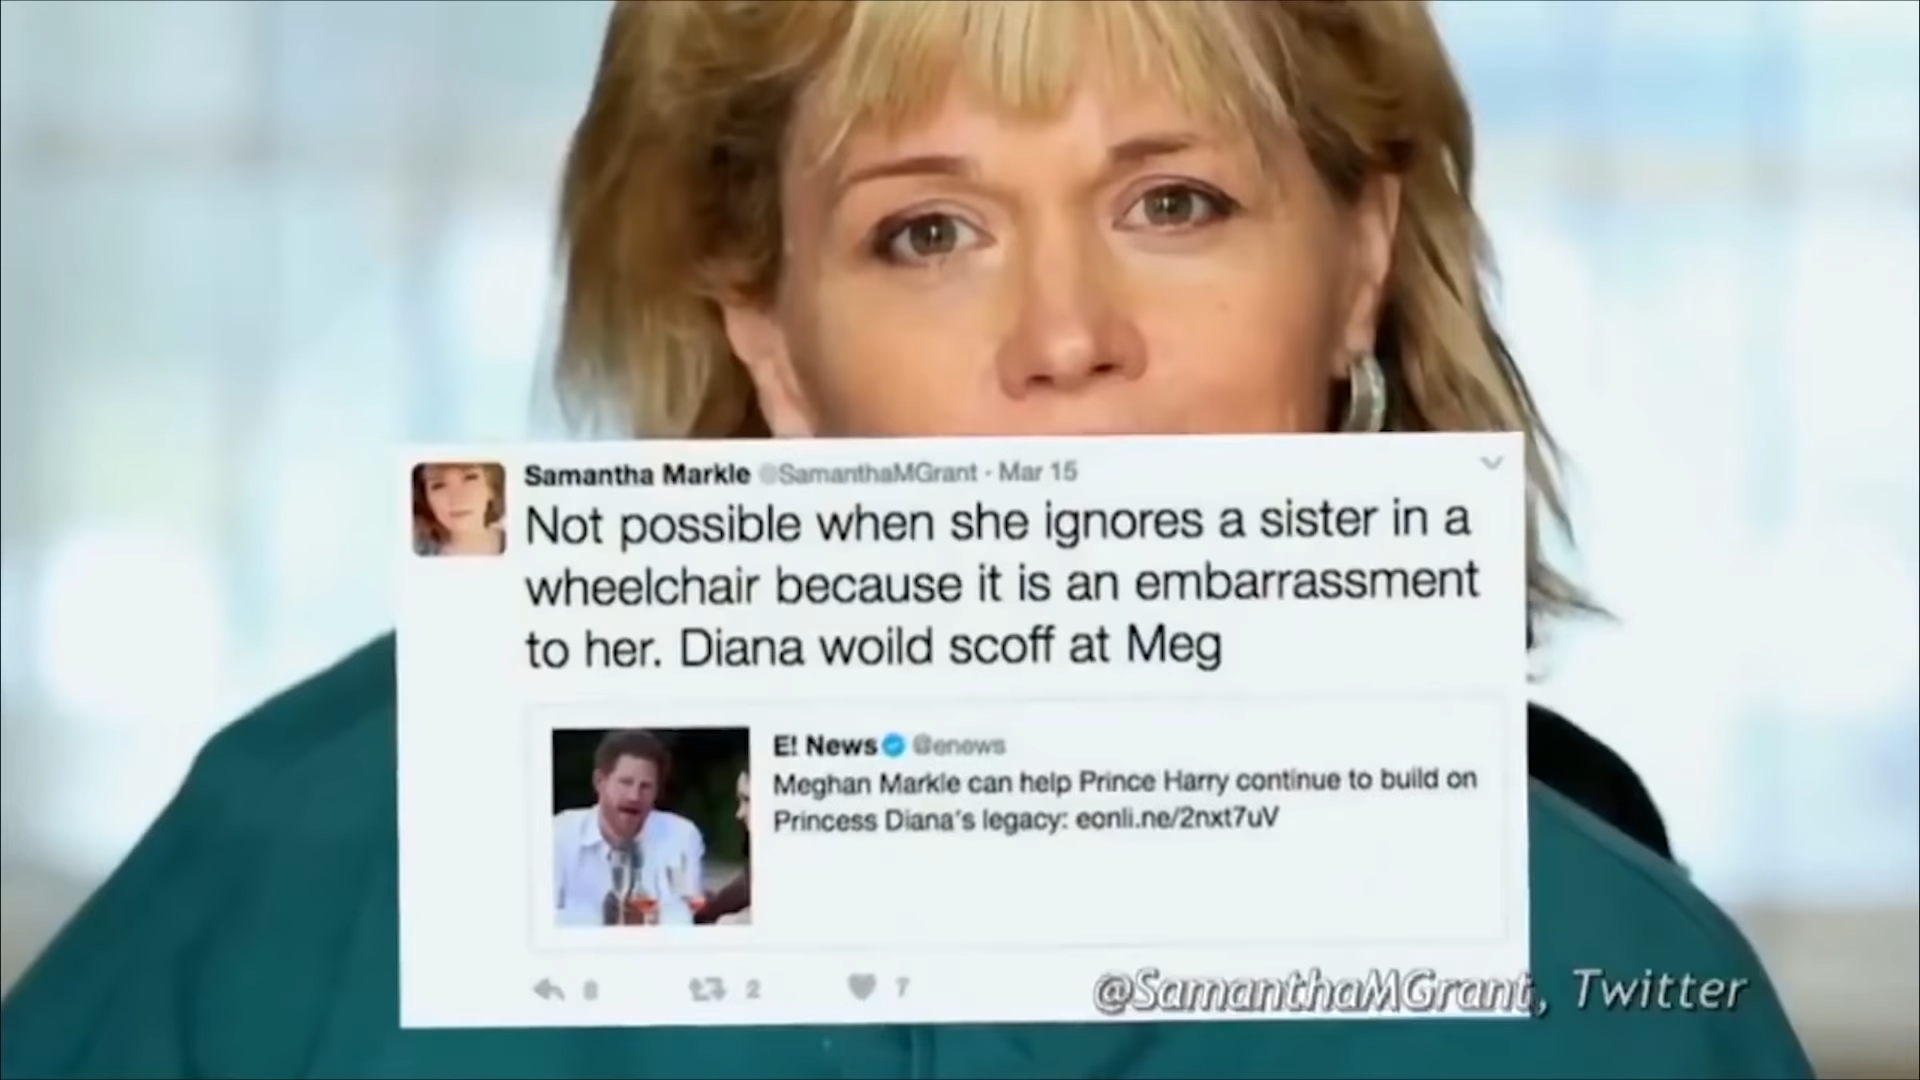 Samantha Markle @SamanthaMGrant · Mar 15
Not possible when she ignores a sister in a
wheelchair because it is an embarrassment
to her. Diana woild scoff at Meg
E! News @enews
Meghan Markle can help Prince Harry continue to build on
Princess Diana's legacy: eonli.ne/2nxt7uV
8 2 7
@SamanthaMGrant, Twitter